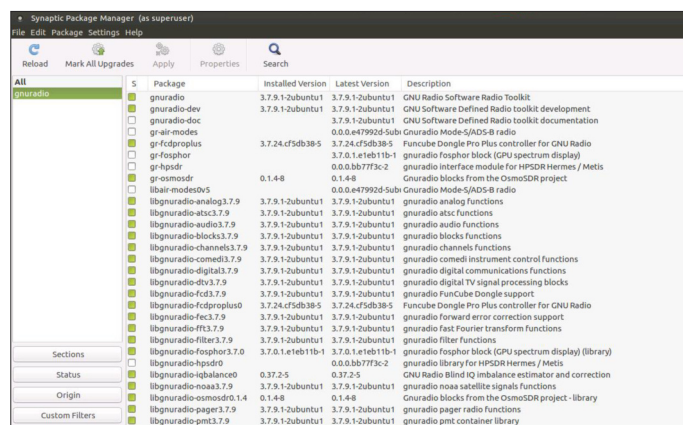 Synaptic Package Manager (as superuser)
File Edit Package Settings Help
Reload Mark All Upgrades Apply Properties Search
All
gnuradio
Sections
Status
Origin
Custom Filters
S Package Installed Version Latest Version Description
gnuradio 3.7.9.1-2ubuntu1 3.7.9.1-2ubuntu1 GNU Radio Software Radio Toolkit
gnuradio-dev 3.7.9.1-2ubuntu1 3.7.9.1-2ubuntu1 GNU Software Defined Radio toolkit development
gnuradio-doc 3.7.9.1-2ubuntu1 GNU Software Defined Radio toolkit documentation
gr-air-modes 0.0.0.e47992d-5ubu Gnuradio Mode-S/ADS-B radio
gr-fcdproplus 3.7.24.cf5db38-5 3.7.24.cf5db38-5 Funcube Dongle Pro Plus controller for GNU Radio
gr-fosphor 3.7.0.1.e1eb11b-1 gnuradio fosphor block (GPU spectrum display)
gr-hpsdr 0.0.0.bb77f3c-2 gnuradio interface module for HPSDR Hermes / Metis
gr-osmosdr 0.1.4-8 0.1.4-8 Gnuradio blocks from the OsmoSDR project
libair-modes0v5 0.0.0.e47992d-5ubu Gnuradio Mode-S/ADS-B radio
libgnuradio-analog3.7.9 3.7.9.1-2ubuntu1 3.7.9.1-2ubuntu1 gnuradio analog functions
libgnuradio-atsc3.7.9 3.7.9.1-2ubuntu1 3.7.9.1-2ubuntu1 gnuradio atsc functions
libgnuradio-audio3.7.9 3.7.9.1-2ubuntu1 3.7.9.1-2ubuntu1 gnuradio audio functions
libgnuradio-blocks3.7.9 3.7.9.1-2ubuntu1 3.7.9.1-2ubuntu1 gnuradio blocks functions
libgnuradio-channels3.7.9 3.7.9.1-2ubuntu1 3.7.9.1-2ubuntu1 gnuradio channels functions
libgnuradio-comedi3.7.9 3.7.9.1-2ubuntu1 3.7.9.1-2ubuntu1 gnuradio comedi instrument control functions
libgnuradio-digital3.7.9 3.7.9.1-2ubuntu1 3.7.9.1-2ubuntu1 gnuradio digital communications functions
libgnuradio-dtv3.7.9 3.7.9.1-2ubuntu1 3.7.9.1-2ubuntu1 gnuradio digital TV signal processing blocks
libgnuradio-fcd3.7.9 3.7.9.1-2ubuntu1 3.7.9.1-2ubuntu1 gnuradio FunCube Dongle support
libgnuradio-fcdproplus0 3.7.24.cf5db38-5 3.7.24.cf5db38-5 Funcube Dongle Pro Plus controller for GNU Radio
libgnuradio-fec3.7.9 3.7.9.1-2ubuntu1 3.7.9.1-2ubuntu1 gnuradio forward error correction support
libgnuradio-fft3.7.9 3.7.9.1-2ubuntu1 3.7.9.1-2ubuntu1 gnuradio fast Fourier transform functions
libgnuradio-filter3.7.9 3.7.9.1-2ubuntu1 3.7.9.1-2ubuntu1 gnuradio filter functions
libgnuradio-fosphor3.7.0 3.7.0.1.e1eb11b-1 3.7.0.1.e1eb11b-1 gnuradio fosphor block (GPU spectrum display) (library)
libgnuradio-hpsdr0 0.0.0.bb77f3c-2 gnuradio library for HPSDR Hermes / Metis
libgnuradio-iqbalance0 0.37.2-5 0.37.2-5 GNU Radio Blind IQ imbalance estimator and correction
libgnuradio-noaa3.7.9 3.7.9.1-2ubuntu1 3.7.9.1-2ubuntu1 gnuradio noaa satellite signals functions
libgnuradio-osmosdr0.1.4 0.1.4-8 0.1.4-8 Gnuradio blocks from the OsmoSDR project - library
libgnuradio-pager3.7.9 3.7.9.1-2ubuntu1 3.7.9.1-2ubuntu1 gnuradio pager radio functions
libgnuradio-pmt3.7.9 3.7.9.1-2ubuntu1 3.7.9.1-2ubuntu1 gnuradio pmt container library